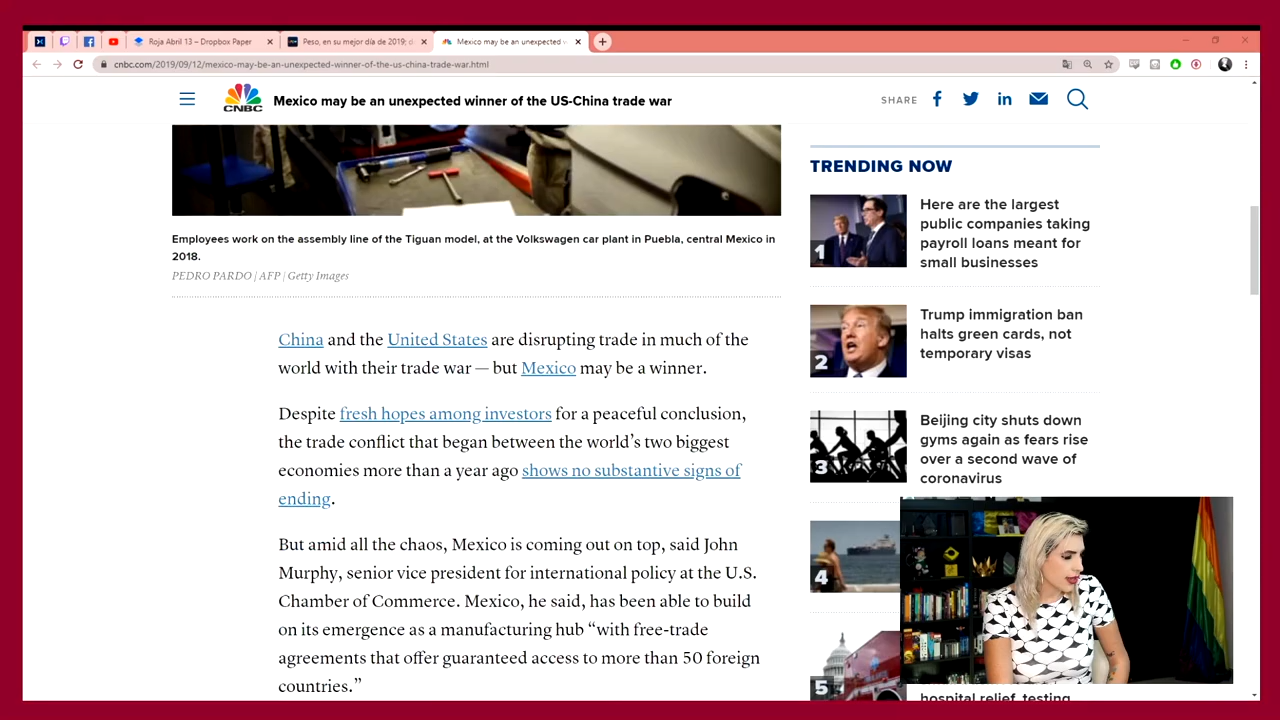 Roja Abril 13 – Dropbox Paper
Peso, en su mejor día de 2019; d
Mexico may be an unexpected w
cnbc.com/2019/09/12/mexico-may-be-an-unexpected-winner-of-the-us-china-trade-war.html
CNBC
Mexico may be an unexpected winner of the US-China trade war
SHARE
Employees work on the assembly line of the Tiguan model, at the Volkswagen car plant in Puebla, central Mexico in
2018.
PEDRO PARDO | AFP | Getty Images
China and the United States are disrupting trade in much of the
world with their trade war — but Mexico may be a winner.
Despite fresh hopes among investors for a peaceful conclusion,
the trade conflict that began between the world’s two biggest
economies more than a year ago shows no substantive signs of
ending.
But amid all the chaos, Mexico is coming out on top, said John
Murphy, senior vice president for international policy at the U.S.
Chamber of Commerce. Mexico, he said, has been able to build
on its emergence as a manufacturing hub “with free-trade
agreements that offer guaranteed access to more than 50 foreign
countries.”
TRENDING NOW
1
Here are the largest
public companies taking
payroll loans meant for
small businesses
2
Trump immigration ban
halts green cards, not
temporary visas
3
Beijing city shuts down
gyms again as fears rise
over a second wave of
coronavirus
4
5
hospital relief, testing